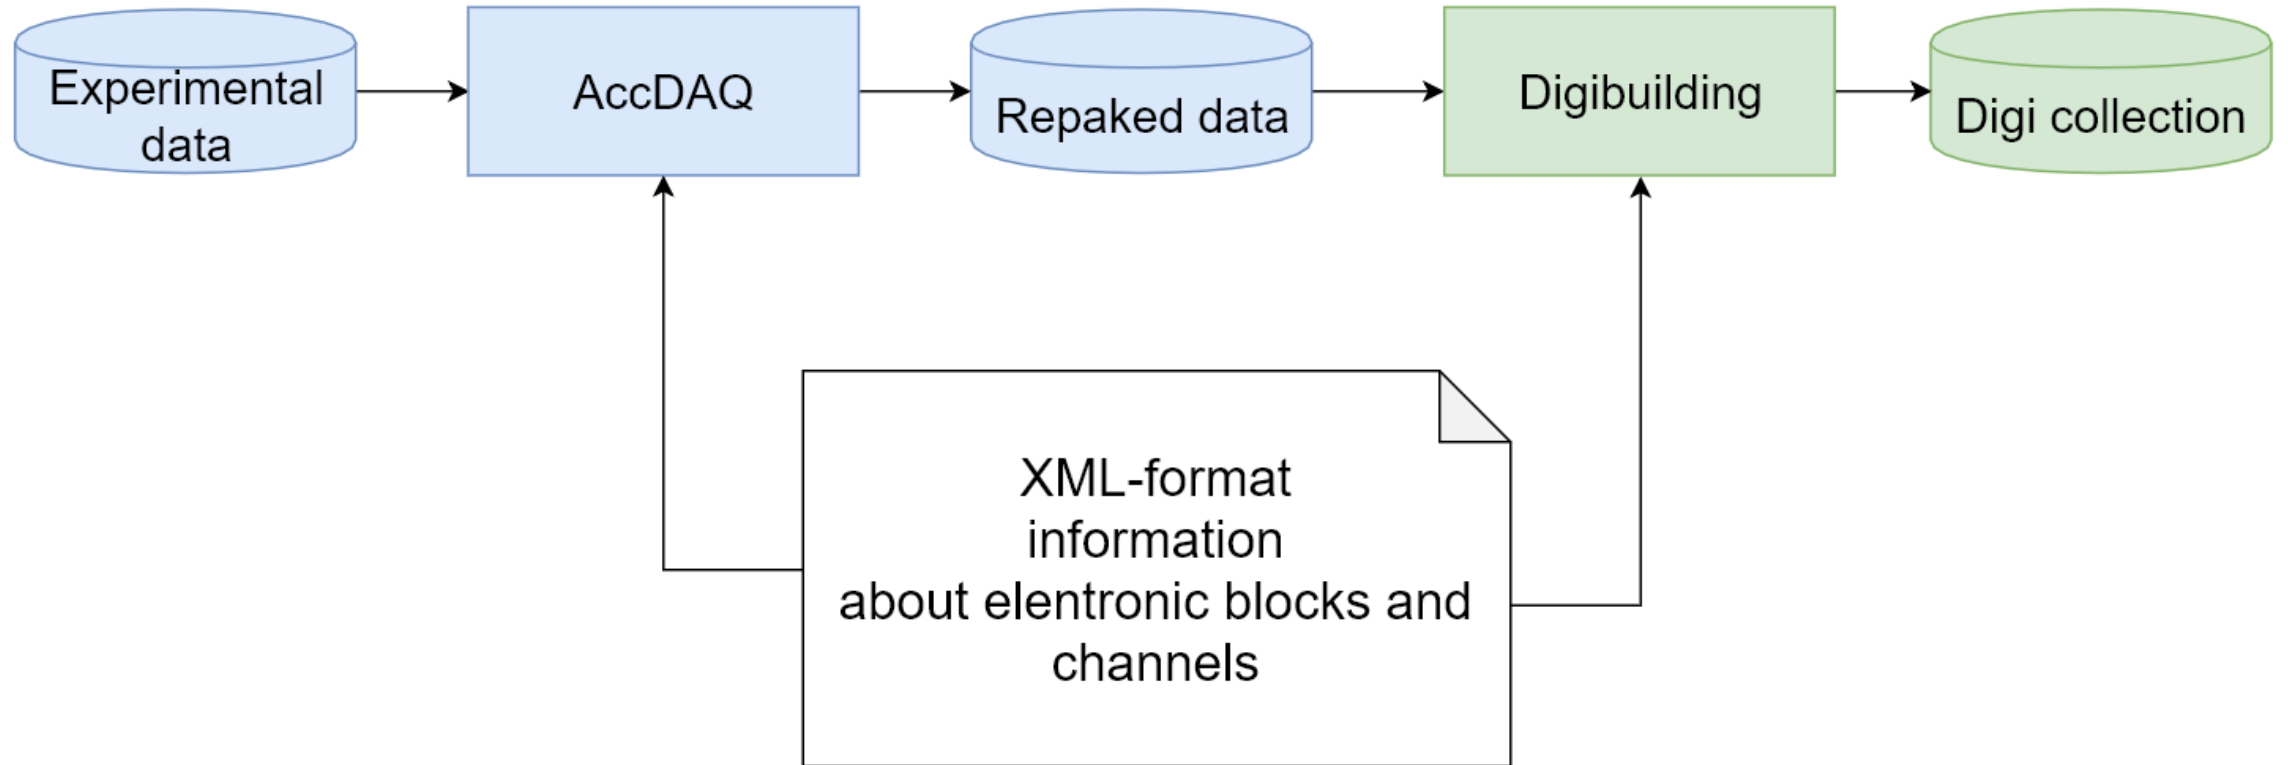 Experimental
data
AccDAQ
Repaked data
Digibuilding
Digi collection
XML-format
information
about elentronic blocks and
channels